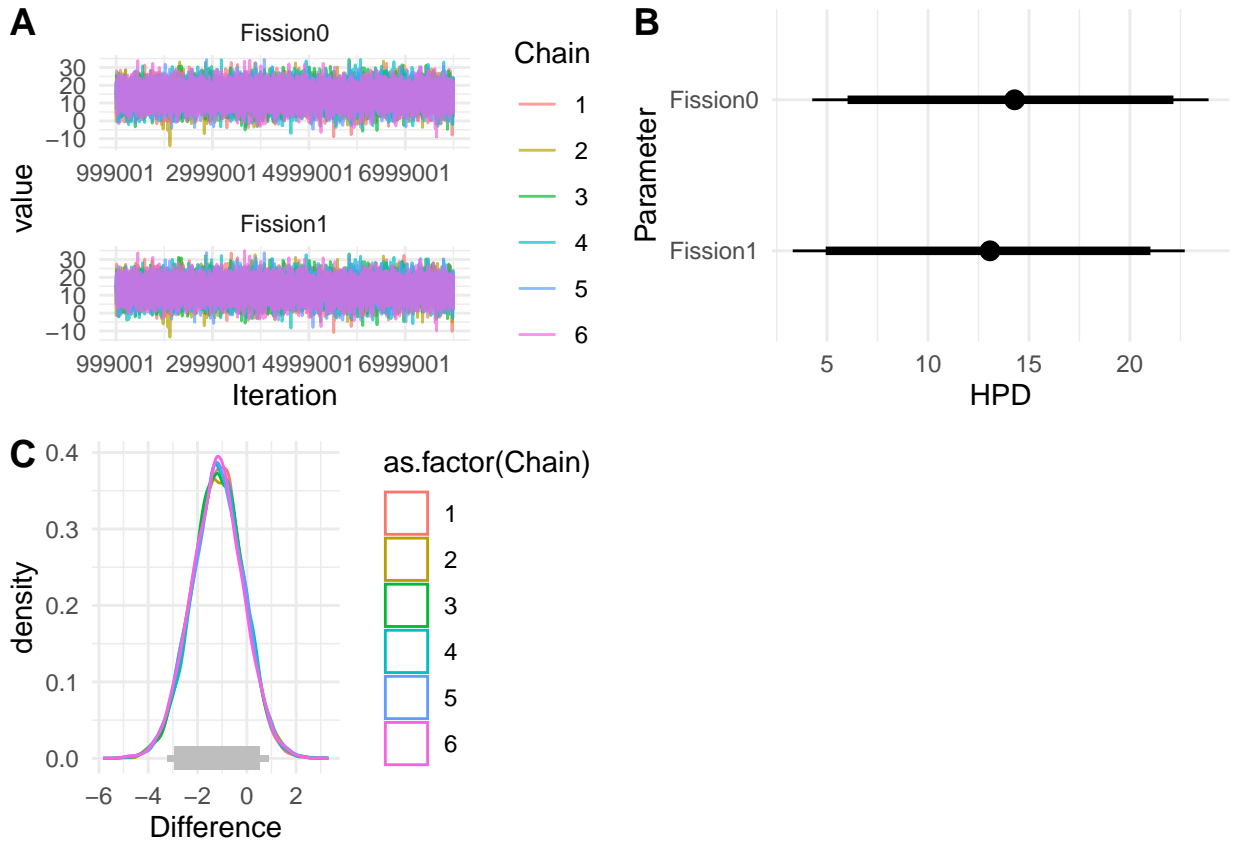 A
Fission0
value
30
20
10
0
−10
999001 2999001 4999001 6999001
Fission1
30
20
10
0
−10
999001 2999001 4999001 6999001
Iteration
Chain
1
2
3
4
5
6
B
Parameter
Fission0
Fission1
5 10 15 20
HPD
C
density
0.4
0.3
0.2
0.1
0.0
−6 −4 −2 0 2
Difference
as.factor(Chain)
1
2
3
4
5
6